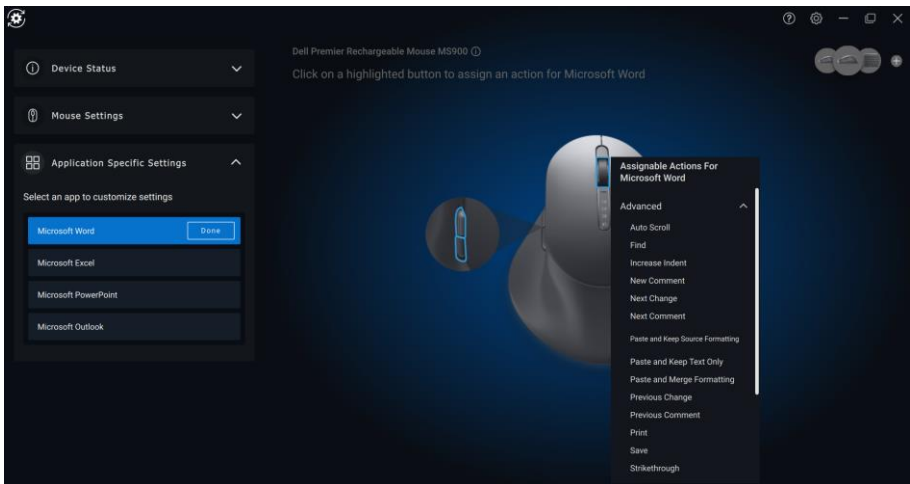 Dell Premier Rechargeable Mouse MS900
Click on a highlighted button to assign an action for Microsoft Word
Device Status
Mouse Settings
Application Specific Settings
Select an app to customize settings
Microsoft Word
Done
Microsoft Excel
Microsoft PowerPoint
Microsoft Outlook
Assignable Actions For
Microsoft Word
Advanced
Auto Scroll
Find
Increase Indent
New Comment
Next Change
Next Comment
Paste and Keep Source Formatting
Paste and Keep Text Only
Paste and Merge Formatting
Previous Change
Previous Comment
Print
Save
Strikethrough